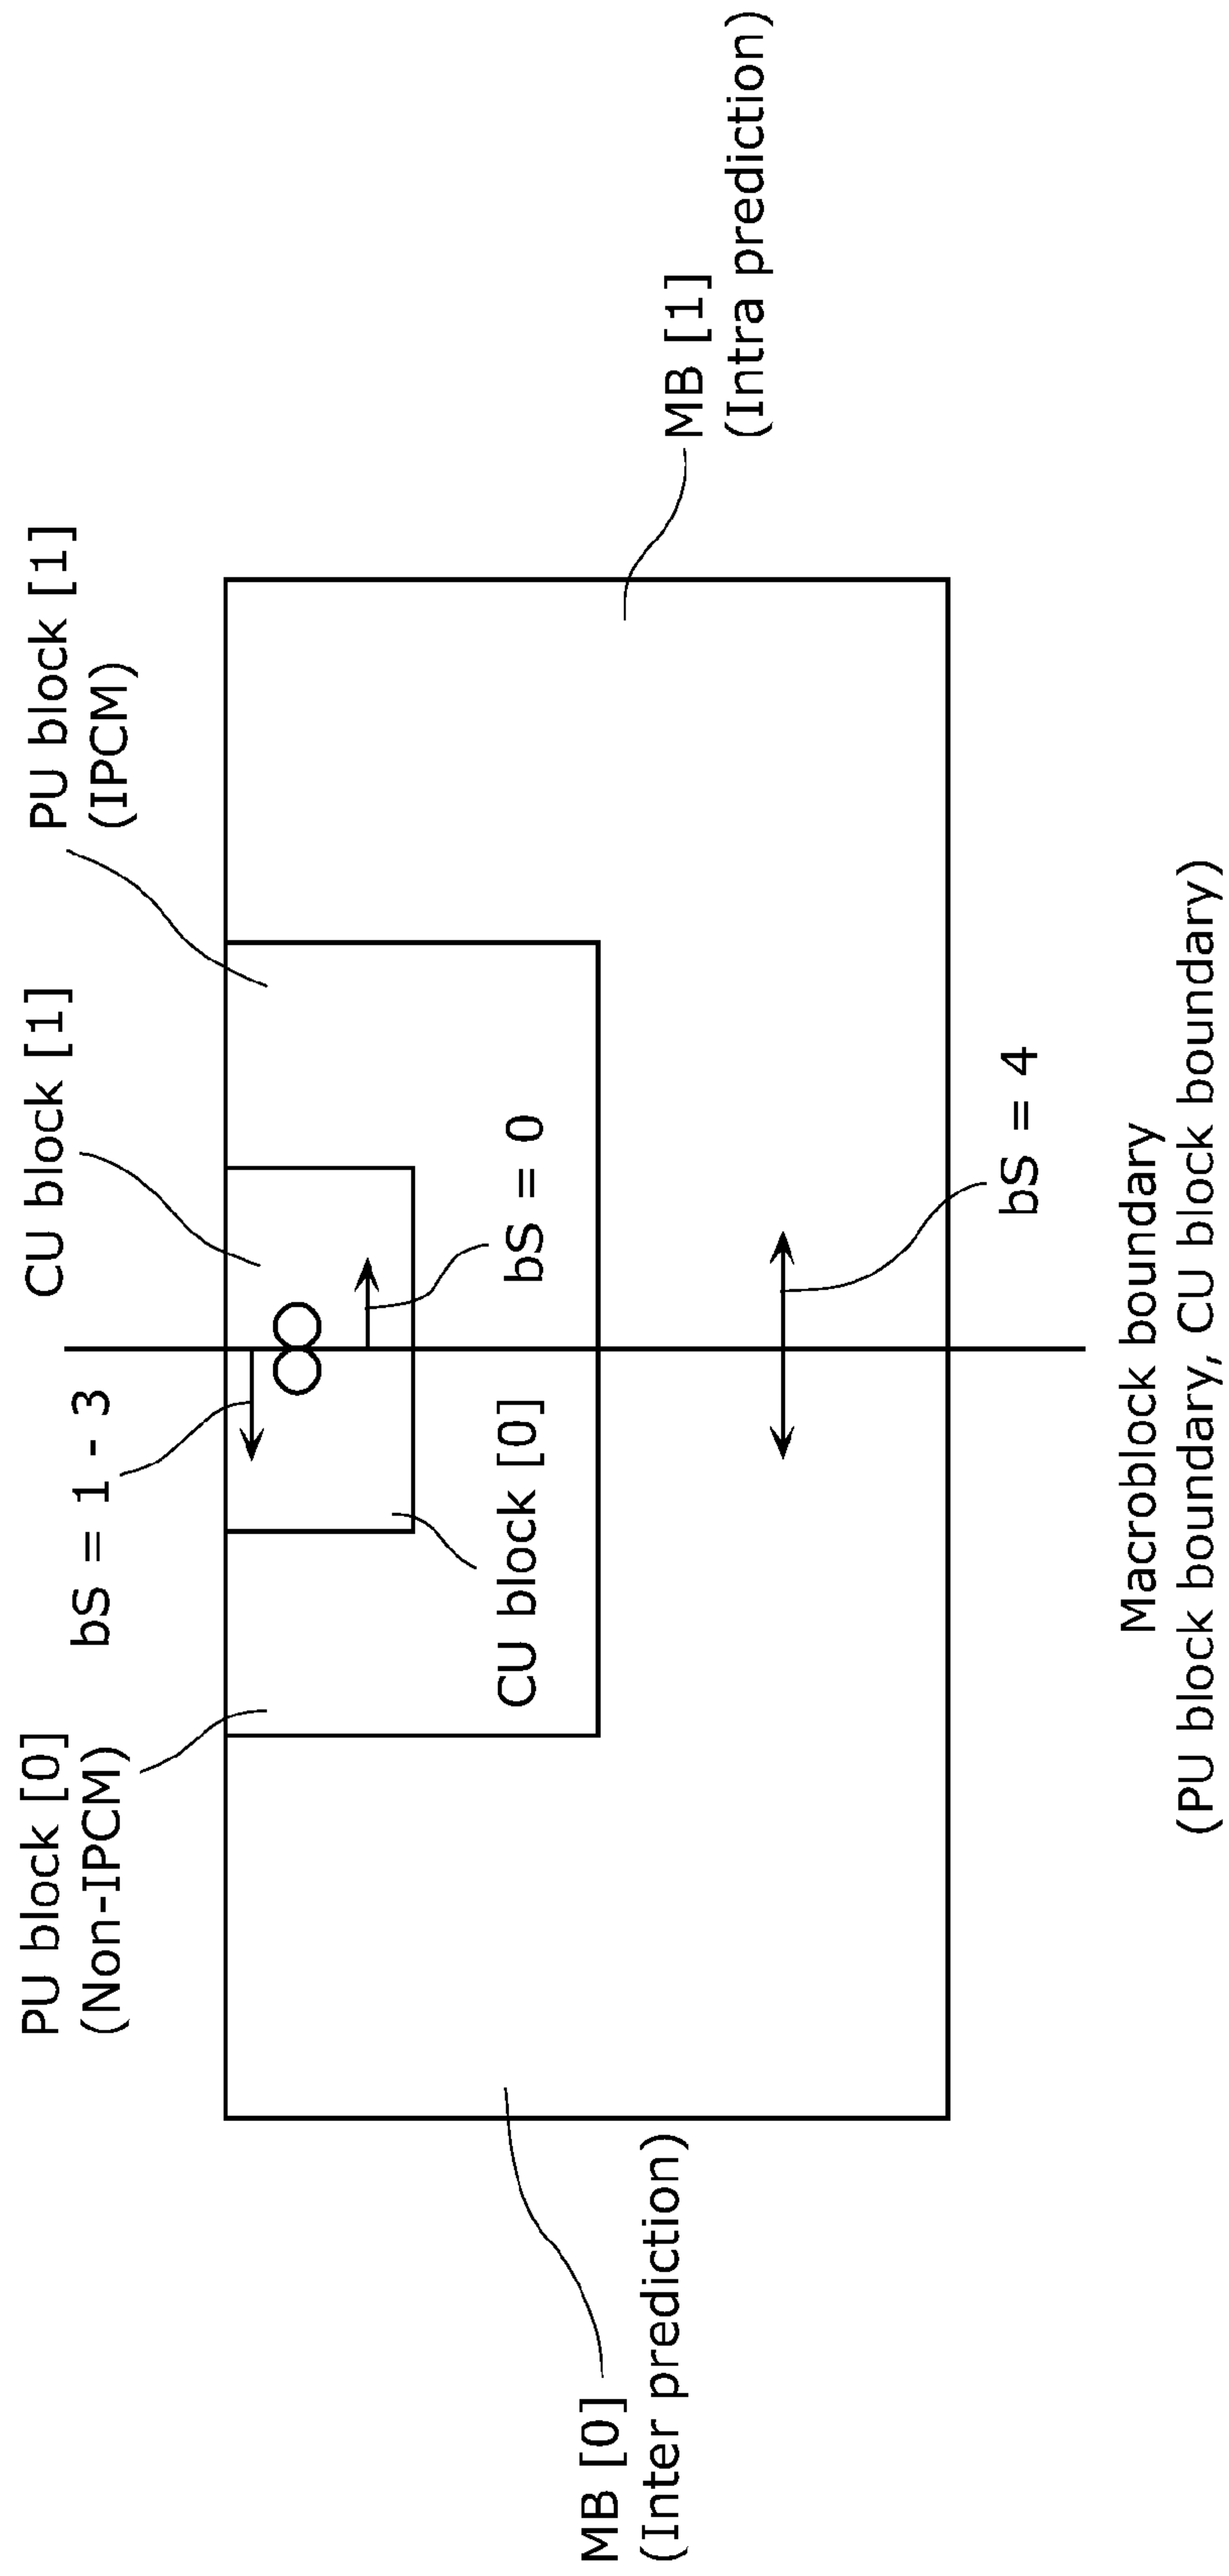 PU block [0]
(Non-IPCM)
bS = 1 - 3
CU block [1]
PU block [1]
(IPCM)
CU block [0]
bS = 0
MB [0]
(Inter prediction)
MB [1]
(Intra prediction)
bS = 4
Macroblock boundary
(PU block boundary, CU block boundary)